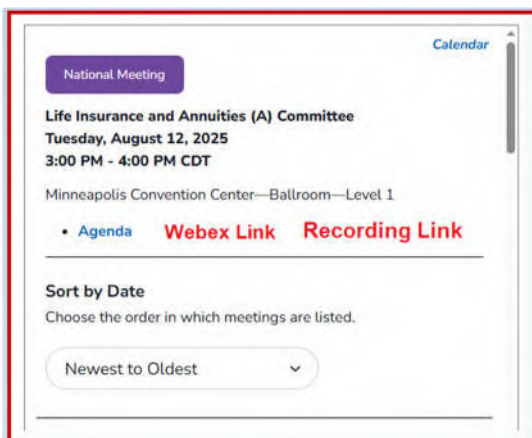 Calendar
National Meeting
Life Insurance and Annuities (A) Committee
Tuesday, August 12, 2025
3:00 PM - 4:00 PM CDT
Minneapolis Convention Center—Ballroom—Level 1
• Agenda Webex Link Recording Link
Sort by Date
Choose the order in which meetings are listed.
Newest to Oldest